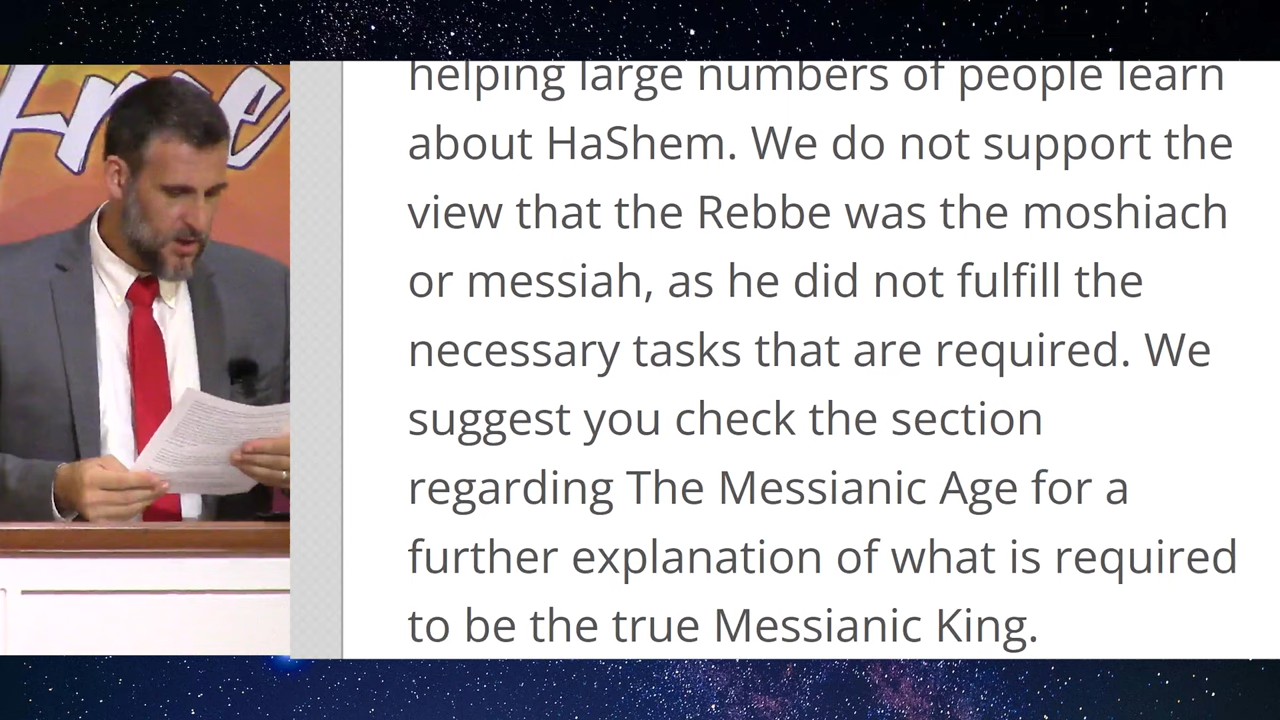 Free
helping large numbers of people learn
about HaShem. We do not support the
view that the Rebbe was the moshiach
or messiah, as he did not fulfill the
necessary tasks that are required. We
suggest you check the section
regarding The Messianic Age for a
further explanation of what is required
to be the true Messianic King.